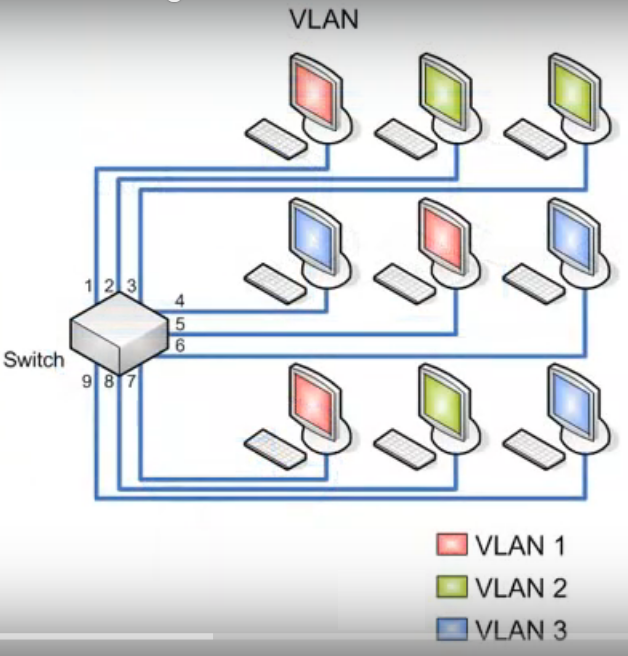 VLAN
1 2 3
4
5
6
Switch
9 8 7
VLAN 1
VLAN 2
VLAN 3